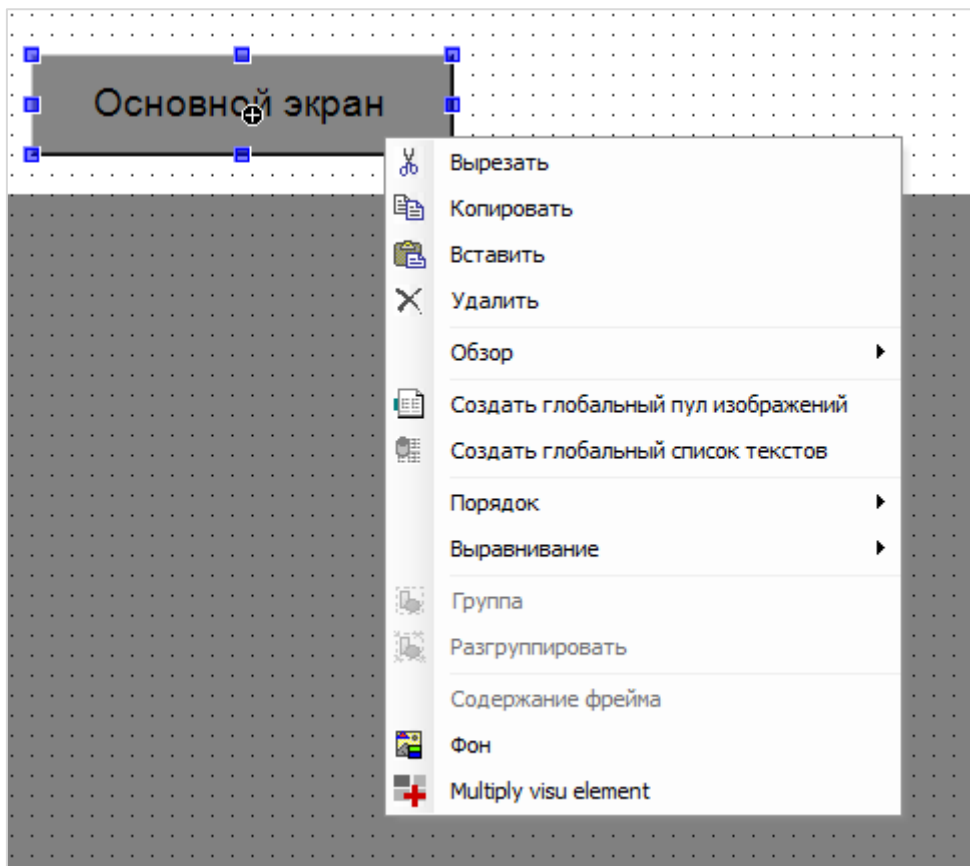 Основной экран
Вырезать
Копировать
Вставить
Удалить
Обзор
Создать глобальный пул изображений
Создать глобальный список текстов
Порядок
Выравнивание
Группа
Разгруппировать
Содержание фрейма
Фон
Multiply visu element